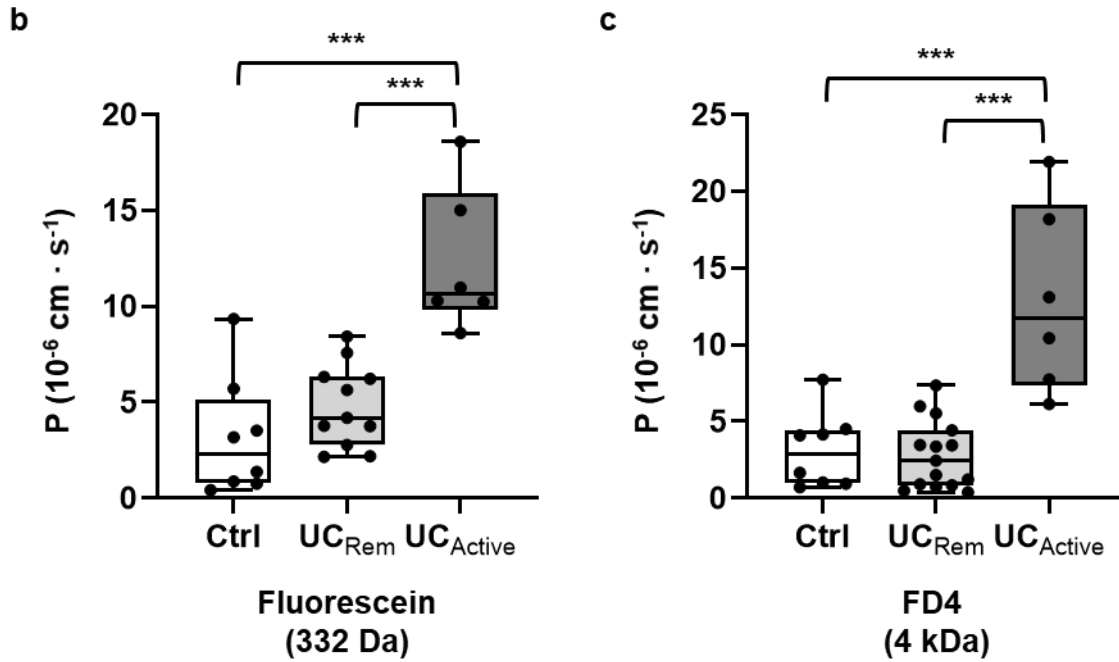 b
***
***
20
15
10
5
0
P (10⁻⁶ cm · s⁻¹)
Ctrl UCRem UCActive
Fluorescein
(332 Da)
c
***
***
25
20
15
10
5
0
P (10⁻⁶ cm · s⁻¹)
Ctrl UCRem UCActive
FD4
(4 kDa)